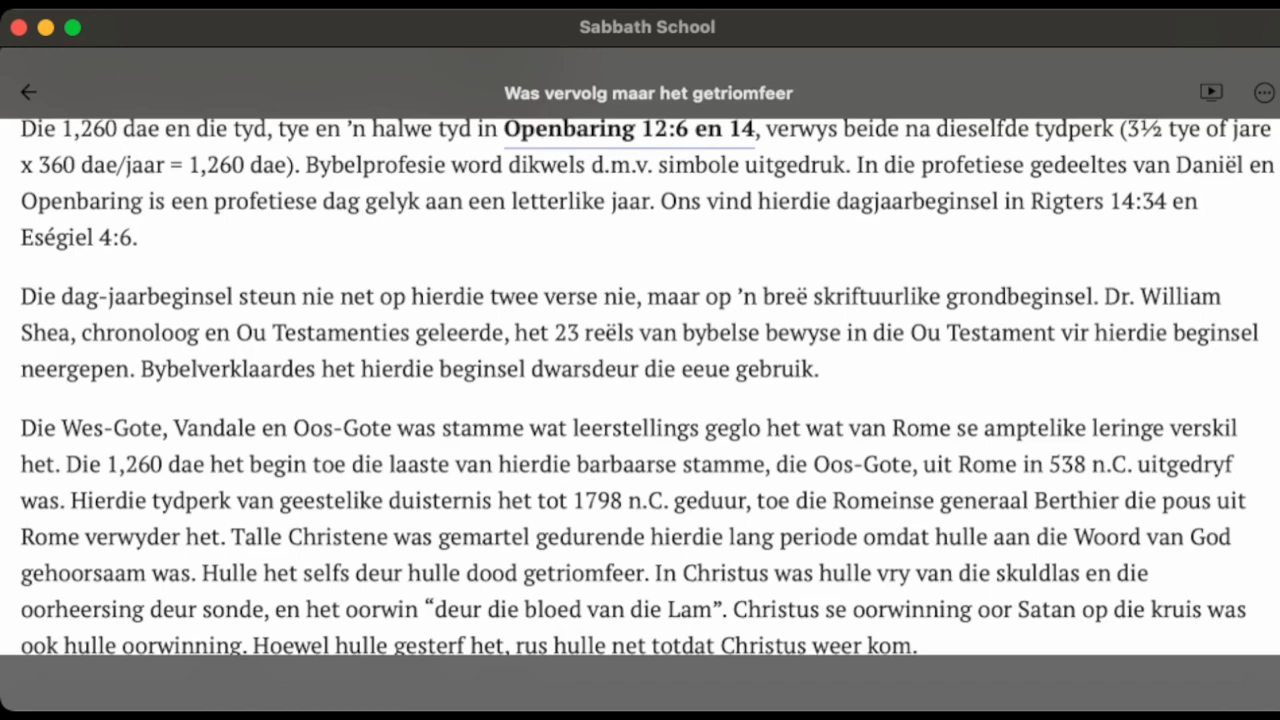 Sabbath School
Was vervolg maar het getriomfeer
Die 1,260 dae en die tyd, tye en ’n halwe tyd in Openbaring 12:6 en 14, verwys beide na dieselfde tydperk (3½ tye of jare
x 360 dae/jaar = 1,260 dae). Bybelprofesie word dikwels d.m.v. simbole uitgedruk. In die profetiese gedeeltes van Daniël en
Openbaring is een profetiese dag gelyk aan een letterlike jaar. Ons vind hierdie dagjaarbeginsel in Rigters 14:34 en
Eségiel 4:6.
Die dag-jaarbeginsel steun nie net op hierdie twee verse nie, maar op ’n breë skriftuurlike grondbeginsel. Dr. William
Shea, chronoloog en Ou Testamenties geleerde, het 23 reëls van bybelse bewyse in die Ou Testament vir hierdie beginsel
neergepen. Bybelverklaardes het hierdie beginsel dwarsdeur die eeue gebruik.
Die Wes-Gote, Vandale en Oos-Gote was stamme wat leerstellings geglo het wat van Rome se amptelike leringe verskil
het. Die 1,260 dae het begin toe die laaste van hierdie barbaarse stamme, die Oos-Gote, uit Rome in 538 n.C. uitgedryf
was. Hierdie tydperk van geestelike duisternis het tot 1798 n.C. geduur, toe die Romeinse generaal Berthier die pous uit
Rome verwyder het. Talle Christene was gemartel gedurende hierdie lang periode omdat hulle aan die Woord van God
gehoorsaam was. Hulle het selfs deur hulle dood getriomfeer. In Christus was hulle vry van die skuldlas en die
oorheersing deur sonde, en het oorwin “deur die bloed van die Lam”. Christus se oorwinning oor Satan op die kruis was
ook hulle oorwinning. Hoewel hulle gesterf het, rus hulle net totdat Christus weer kom.